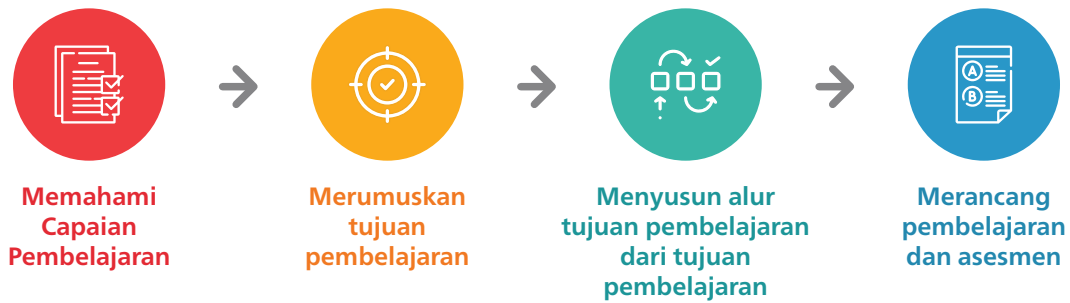 Memahami
Capaian
Pembelajaran
Merumuskan
tujuan
pembelajaran
Menyusun alur
tujuan pembelajaran
dari tujuan
pembelajaran
Merancang
pembelajaran
dan asesmen
A
B